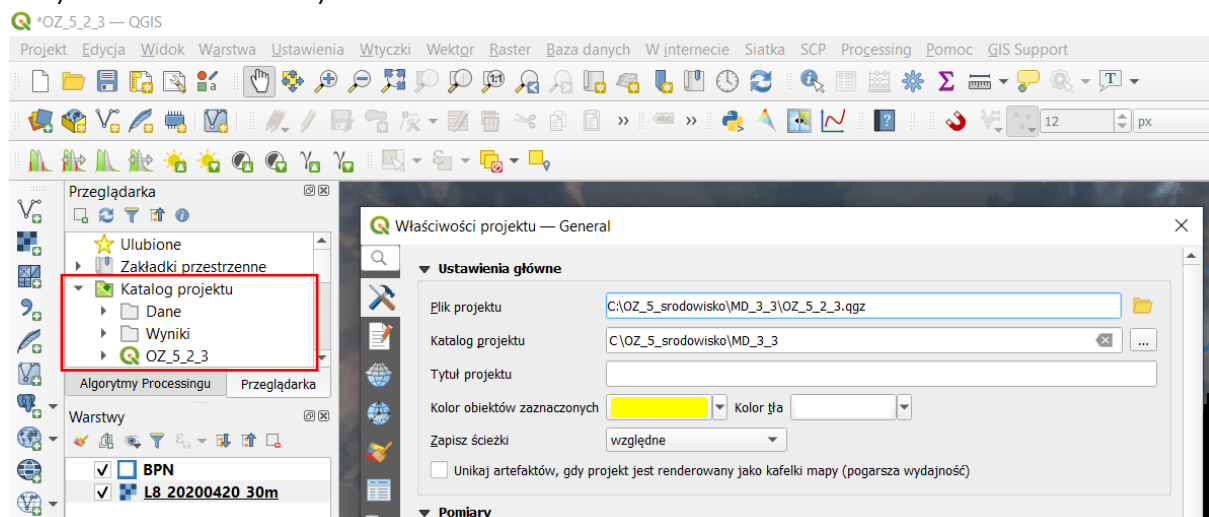 *OZ_5_2_3 — QGIS
Projekt Edycja Widok Warstwa Ustawienia Wtyczki Wektor Raster Baza danych W internecie Siatka SCP Processing Pomoc GIS Support
12 px
Przeglądarka
Ulubione
Zakładki przestrzenne
Katalog projektu
Dane
Wyniki
OZ_5_2_3
Algorytmy Processingu Przeglądarka
Warstwy
BPN
L8_20200420_30m
Właściwości projektu — General
Ustawienia główne
Plik projektu C:\OZ_5_srodowisko\MD_3_3\OZ_5_2_3.qgz
Katalog projektu C\OZ_5_srodowisko\MD_3_3 ...
Tytuł projektu
Kolor obiektów zaznaczonych Kolor tła
Zapisz ścieżki względne
Unikaj artefaktów, gdy projekt jest renderowany jako kafelki mapy (pogarsza wydajność)
Pomiary